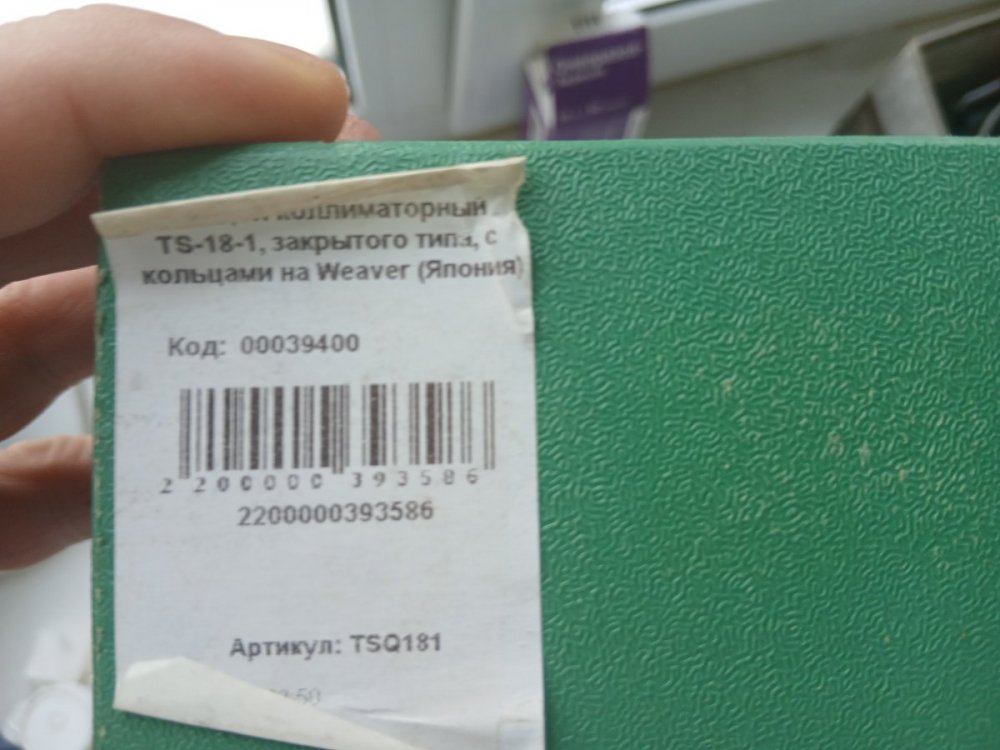 коллиматорный
TS-18-1, закрытого типа, с
кольцами на Weaver (Япония)
Код: 00039400
2 200000 393586
2200000393586
Артикул: TSQ181